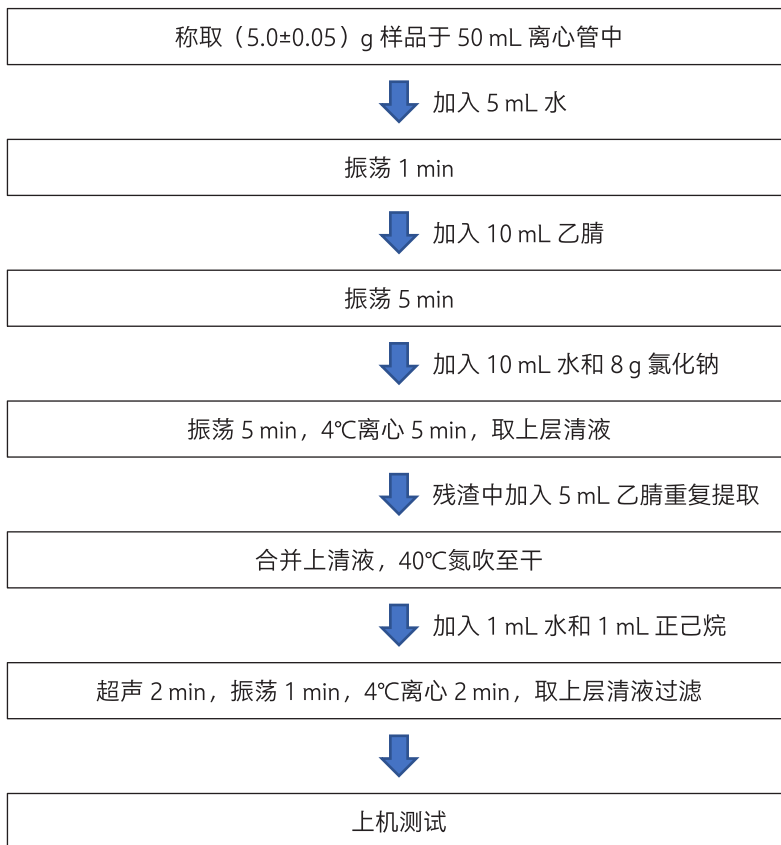 称取（5.0±0.05）g 样品于 50 mL 离心管中
加入 5 mL 水
振荡 1 min
加入 10 mL 乙腈
振荡 5 min
加入 10 mL 水和 8 g 氯化钠
振荡 5 min，4℃离心 5 min，取上层清液
残渣中加入 5 mL 乙腈重复提取
合并上清液，40℃氮吹至干
加入 1 mL 水和 1 mL 正己烷
超声 2 min，振荡 1 min，4℃离心 2 min，取上层清液过滤
上机测试